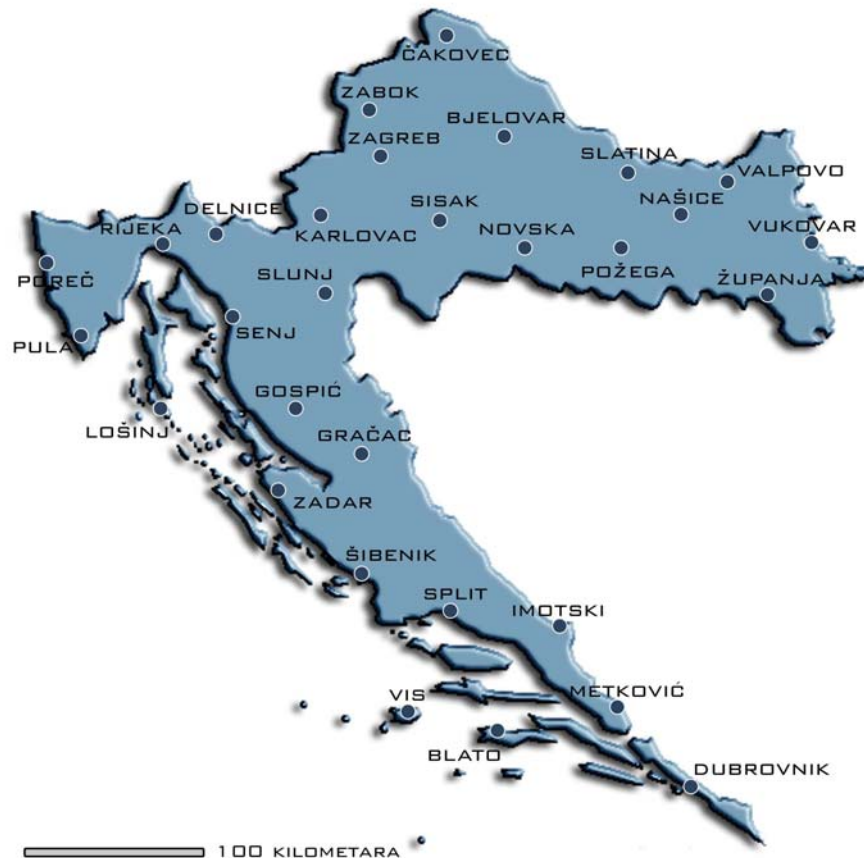 ČAKOVEC
ZABOK
BJELOVAR
ZAGREB
SLATINA
VALPOVO
DELNICE
SISAK
NAŠICE
RIJEKA
KARLOVAC
NOVSKA
VUKOVAR
POREČ
SLUNJ
POŽEGA
ŽUPANJA
SENJ
PULA
GOSPIĆ
LOŠINJ
GRAČAC
ZADAR
ŠIBENIK
SPLIT
IMOTSKI
VIS
METKOVIĆ
BLATO
DUBROVNIK
100 KILOMETARA